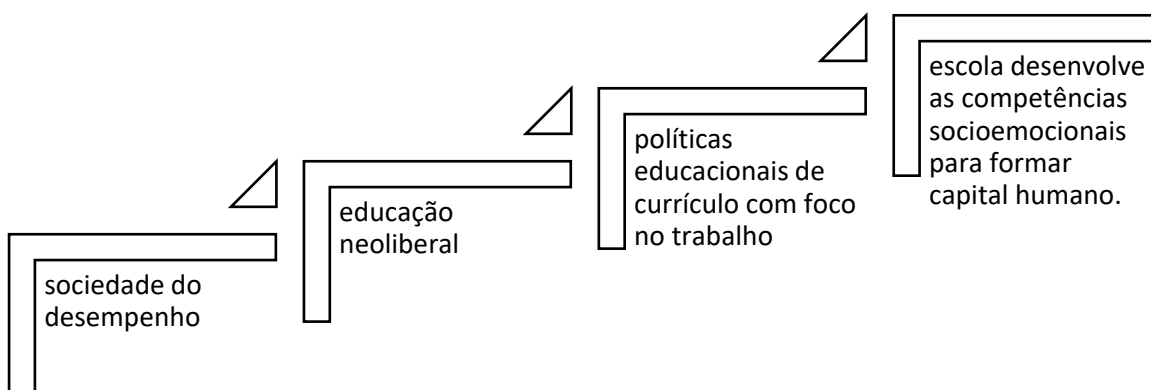 sociedade do
desempenho
educação
neoliberal
políticas
educacionais de
currículo com foco
no trabalho
escola desenvolve
as competências
socioemocionais
para formar
capital humano.